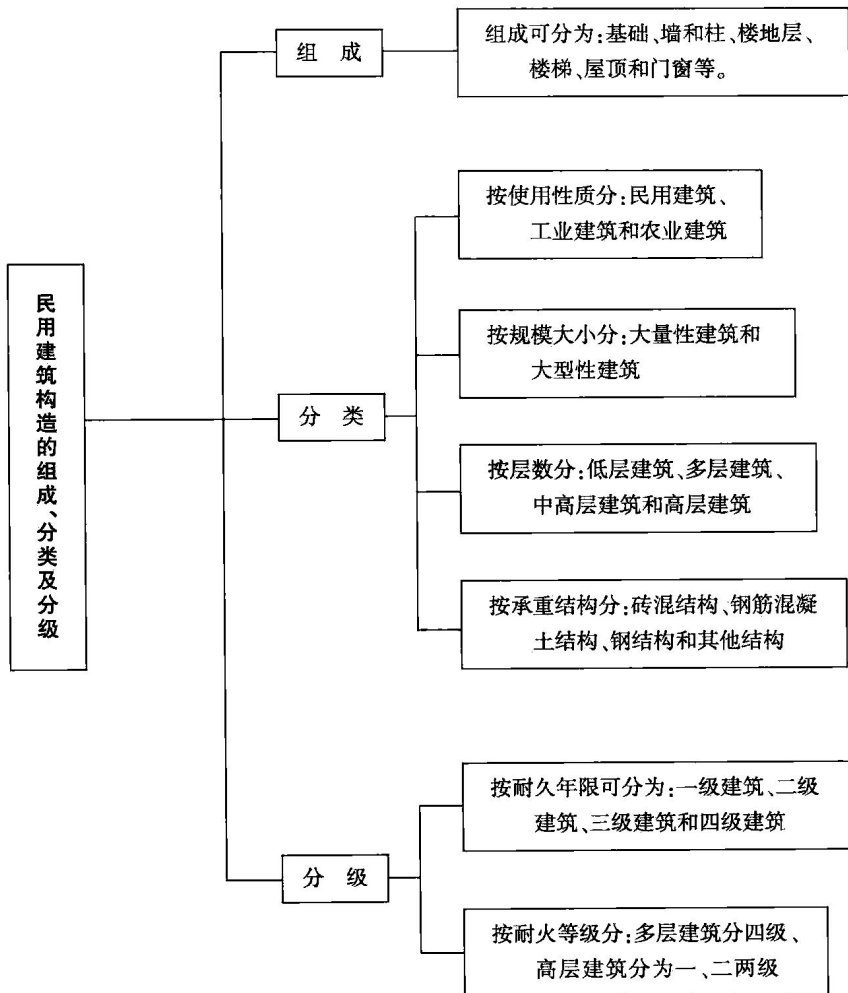 民用建筑构造的组成、分类及分级
组成
组成可分为:基础、墙和柱、楼地层、
楼梯、屋顶和门窗等。
分类
按使用性质分:民用建筑、
工业建筑和农业建筑
按规模大小分:大量性建筑和
大型性建筑
按层数分:低层建筑、多层建筑、
中高层建筑和高层建筑
按承重结构分:砖混结构、钢筋混凝
土结构、钢结构和其他结构
分级
按耐久年限可分为:一级建筑、二级
建筑、三级建筑和四级建筑
按耐火等级分:多层建筑分四级、
高层建筑分为一、二两级